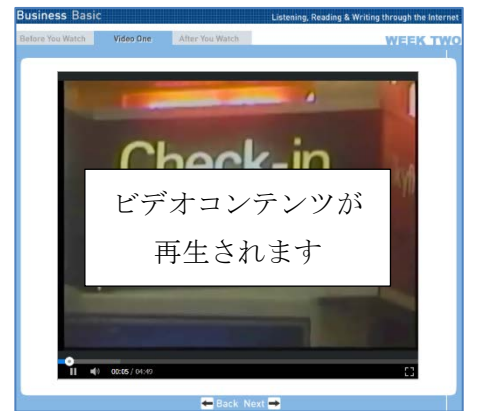 Business Basic
Listening, Reading & Writing through the Internet
Before You Watch
Video One
After You Watch
WEEK TWO
Check-in
ビデオコンテンツが
再生されます
00:05 / 04:49
Back Next